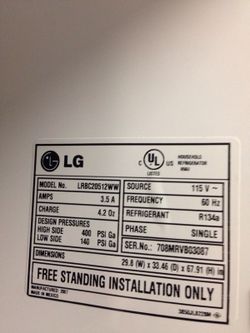 LG
C UL US
LISTED
HOUSEHOLD
REFRIGERATOR
MODEL No. LRBC20512WW
AMPS 3.5 A
CHARGE 4.2 Oz
DESIGN PRESSURES
HIGH SIDE 400 PSI Ga
LOW SIDE 140 PSI Ga
SOURCE 115 V ~
FREQUENCY 60 Hz
REFRIGERANT R134a
PHASE SINGLE
SER.No.: 708MRVB03087
DIMENSIONS
29.8 (W) x 33.46 (D) x 67.91 (H) in
FREE STANDING INSTALLATION ONLY
MANUFACTURED
MADE IN MEXICO